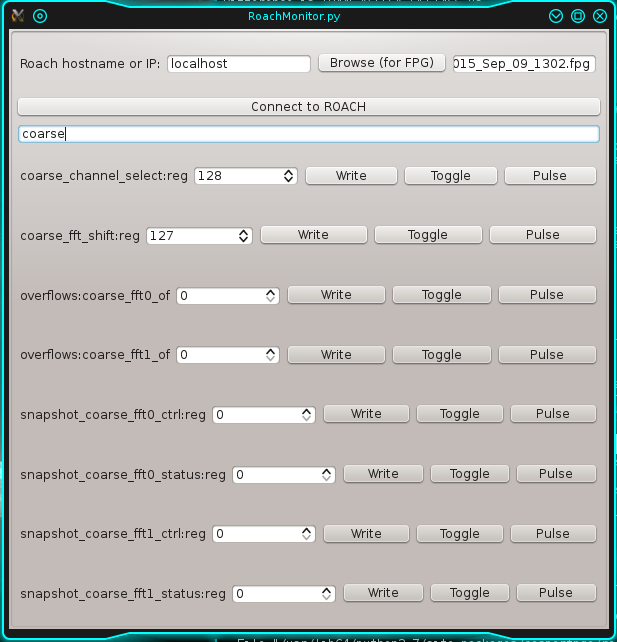 RoachMonitor.py
Roach hostname or IP: localhost Browse (for FPG) 015_Sep_09_1302.fpg
Connect to ROACH
coarse
coarse_channel_select:reg 128 Write Toggle Pulse
coarse_fft_shift:reg 127 Write Toggle Pulse
overflows:coarse_fft0_of 0 Write Toggle Pulse
overflows:coarse_fft1_of 0 Write Toggle Pulse
snapshot_coarse_fft0_ctrl:reg 0 Write Toggle Pulse
snapshot_coarse_fft0_status:reg 0 Write Toggle Pulse
snapshot_coarse_fft1_ctrl:reg 0 Write Toggle Pulse
snapshot_coarse_fft1_status:reg 0 Write Toggle Pulse